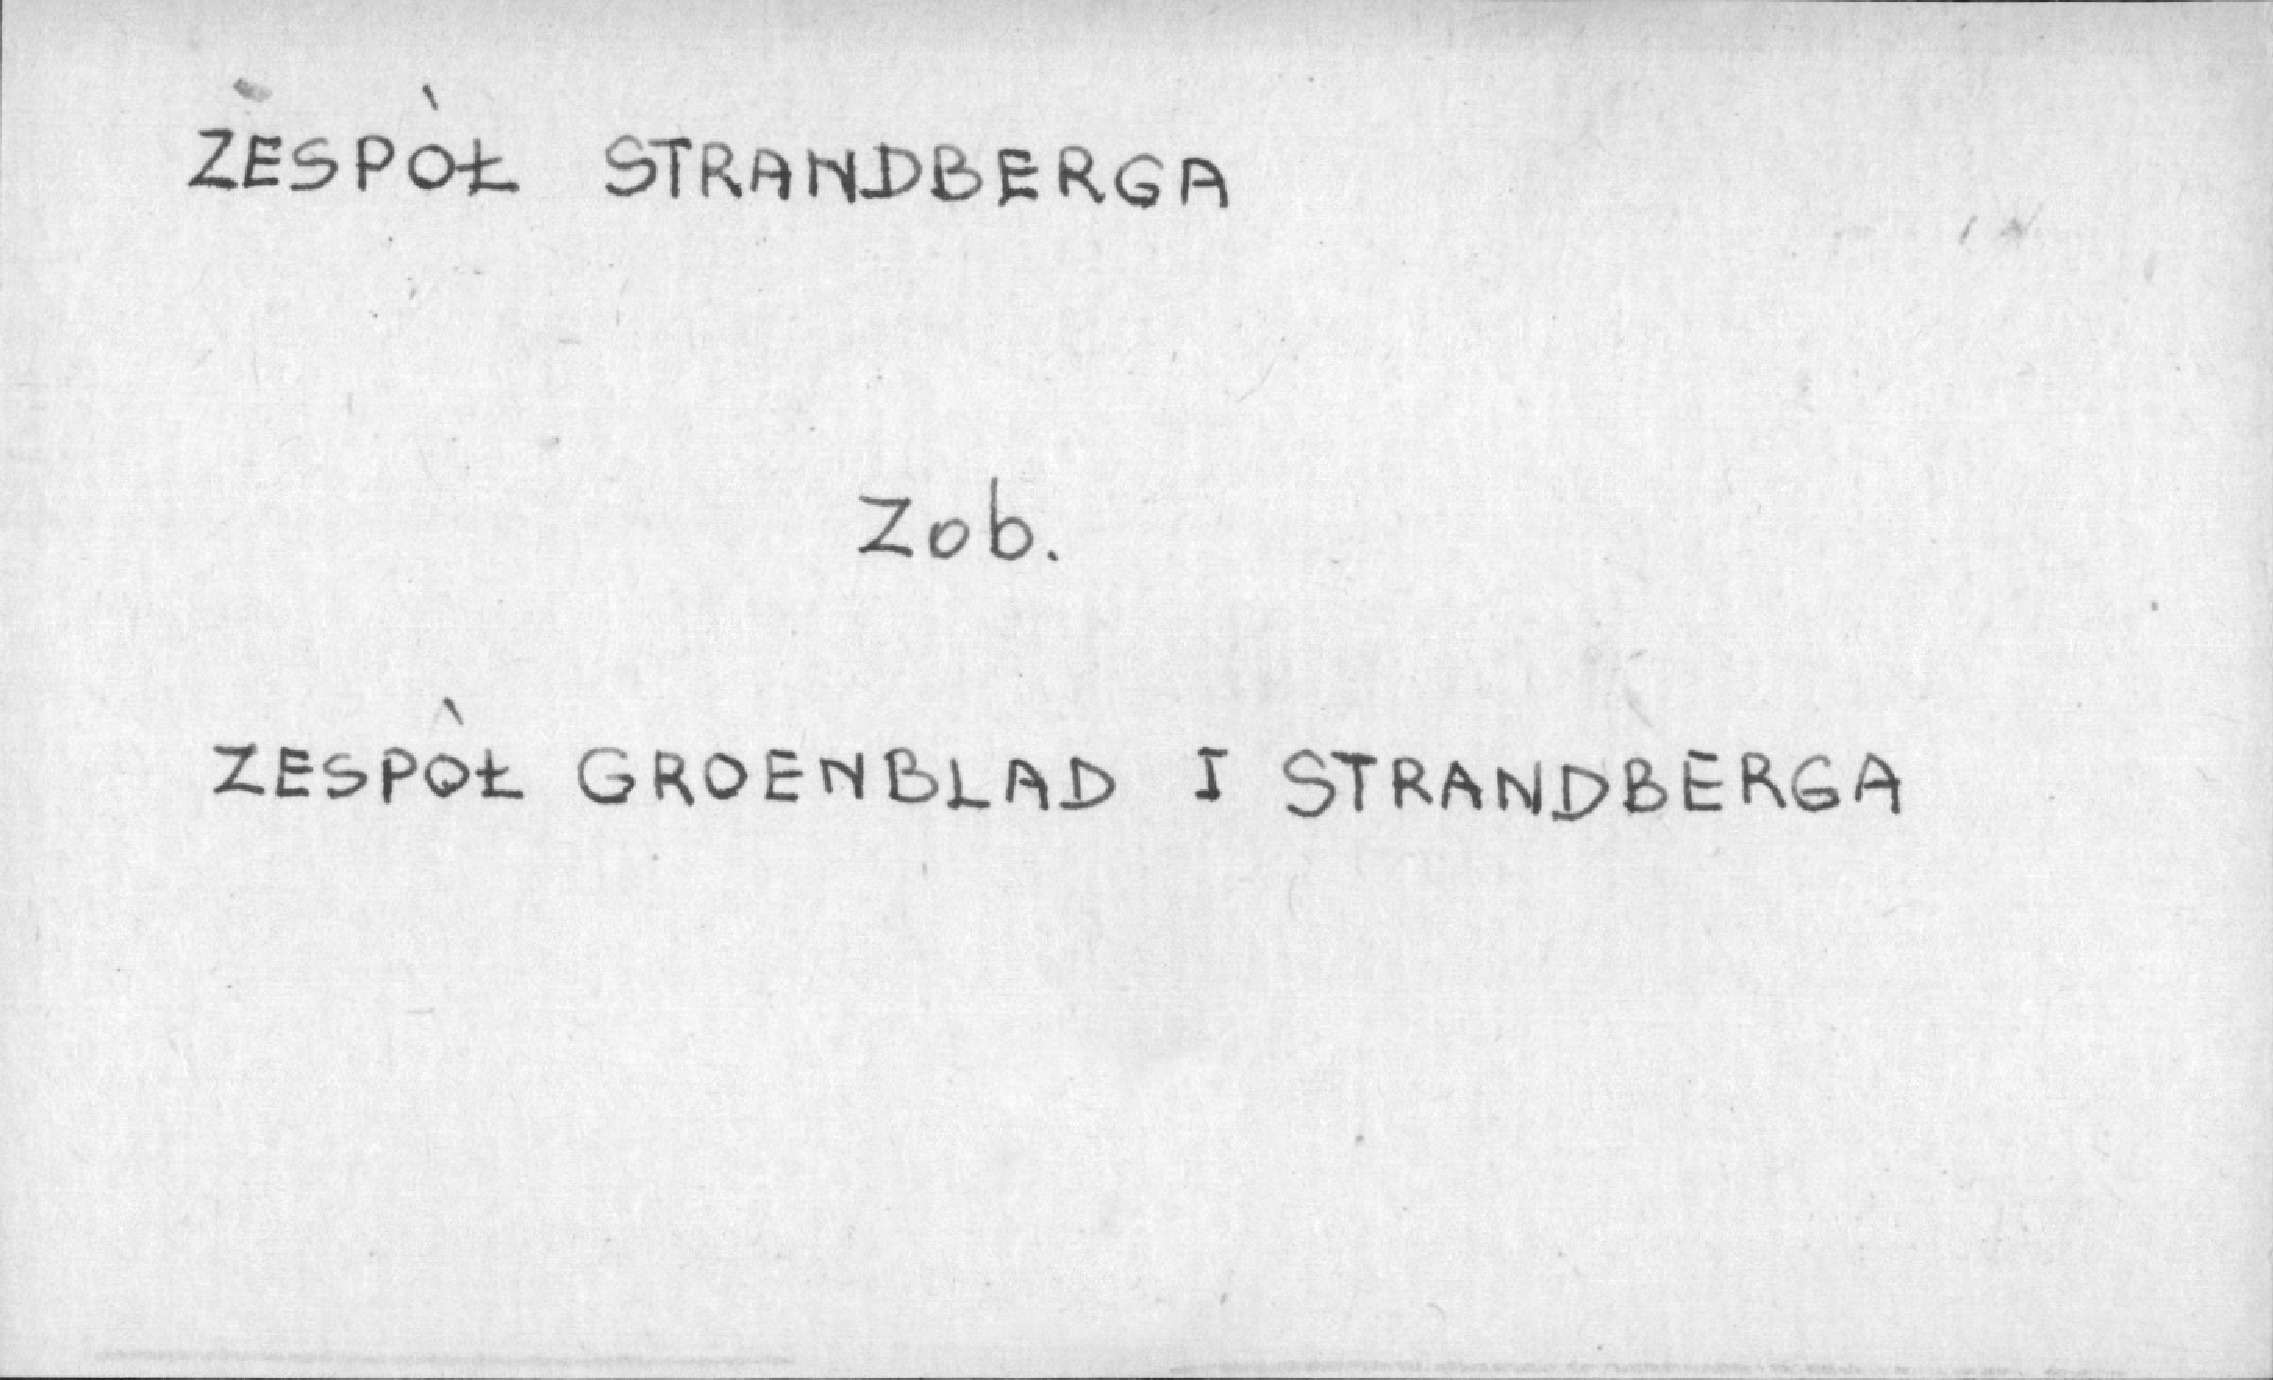 ZESPÓŁ STRANDBERGA
Zob.
ZESPÓŁ GROENBLAD I STRANDBERGA